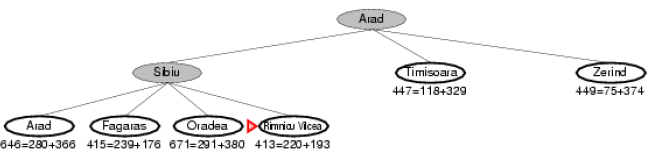 Arad
Sibiu
Timisoara
Zerind
447=118+329
449=75+374
Arad
Fagaras
Oradea
Rimnicu Vilcea
646=280+366
415=239+176
671=291+380
413=220+193